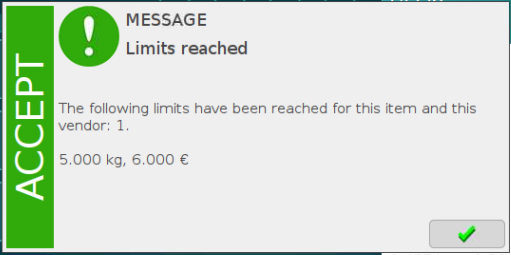 MESSAGE
Limits reached
ACCEPT
The following limits have been reached for this item and this
vendor: 1.
5.000 kg, 6.000 €